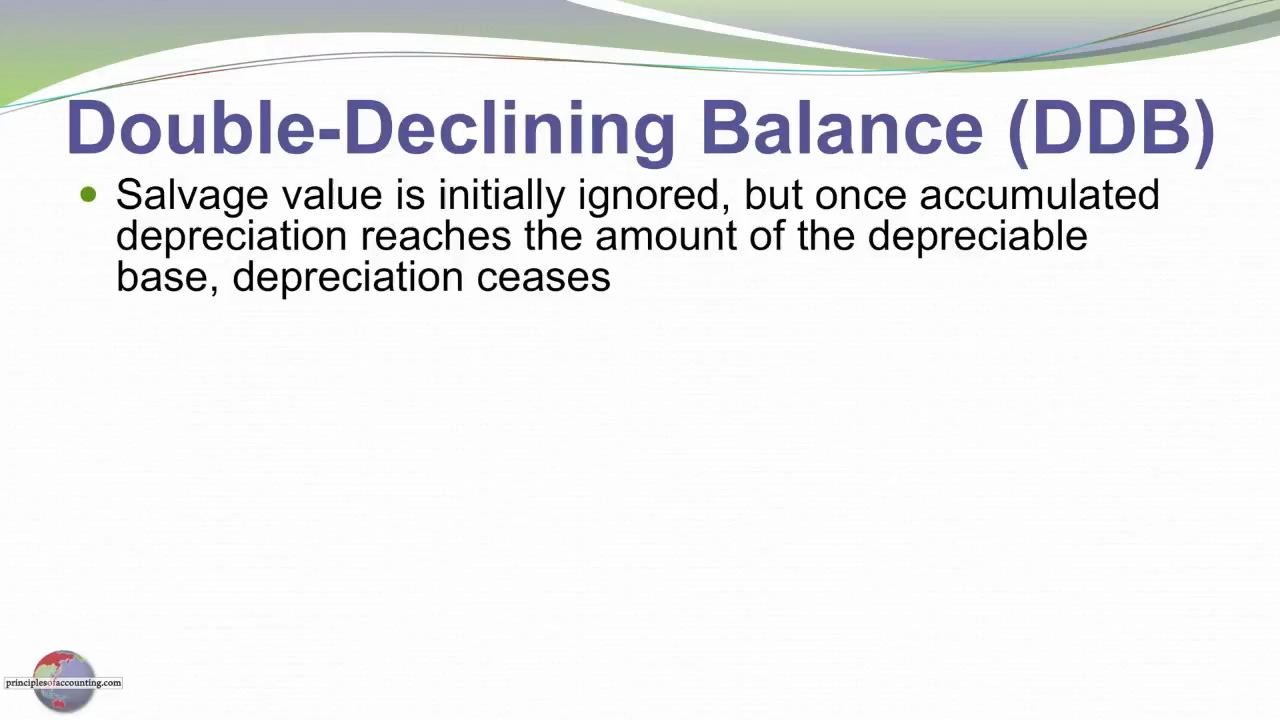 Double-Declining Balance (DDB)
Salvage value is initially ignored, but once accumulated
depreciation reaches the amount of the depreciable
base, depreciation ceases
principlesofaccounting.com